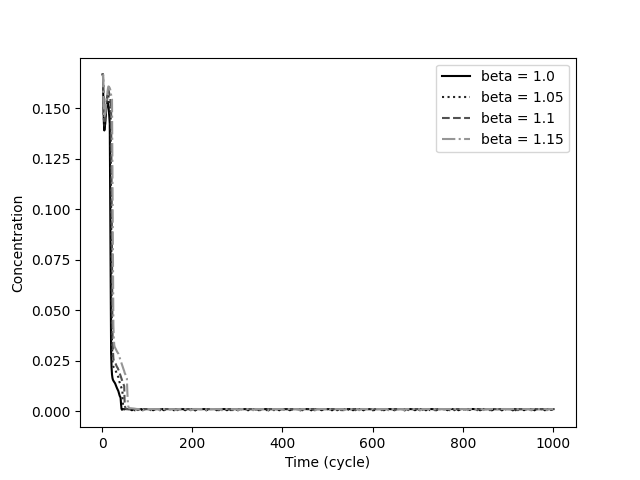 beta = 1.0
beta = 1.05
beta = 1.1
beta = 1.15
0.150
0.125
0.100
0.075
0.050
0.025
0.000
Concentration
0 200 400 600 800 1000
Time (cycle)